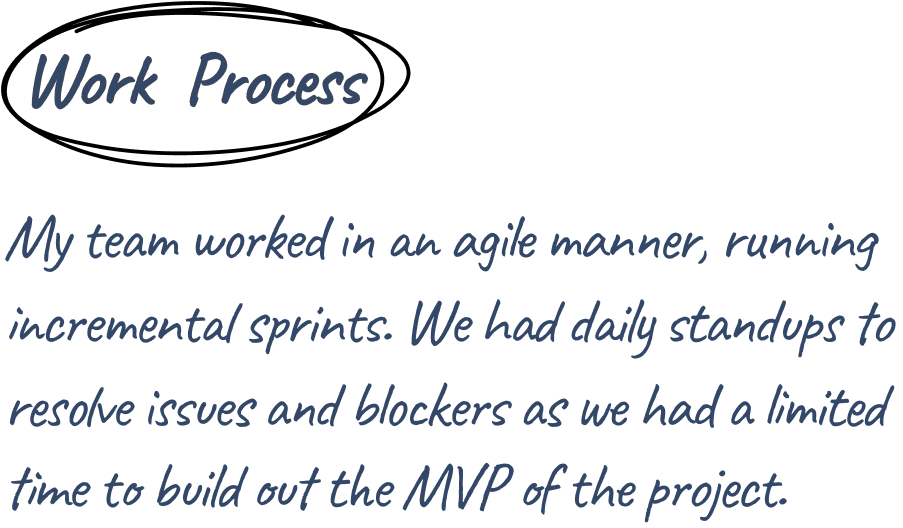 Work Process
My team worked in an agile manner, running
incremental sprints. We had daily standups to
resolve issues and blockers as we had a limited
time to build out the MVP of the project.